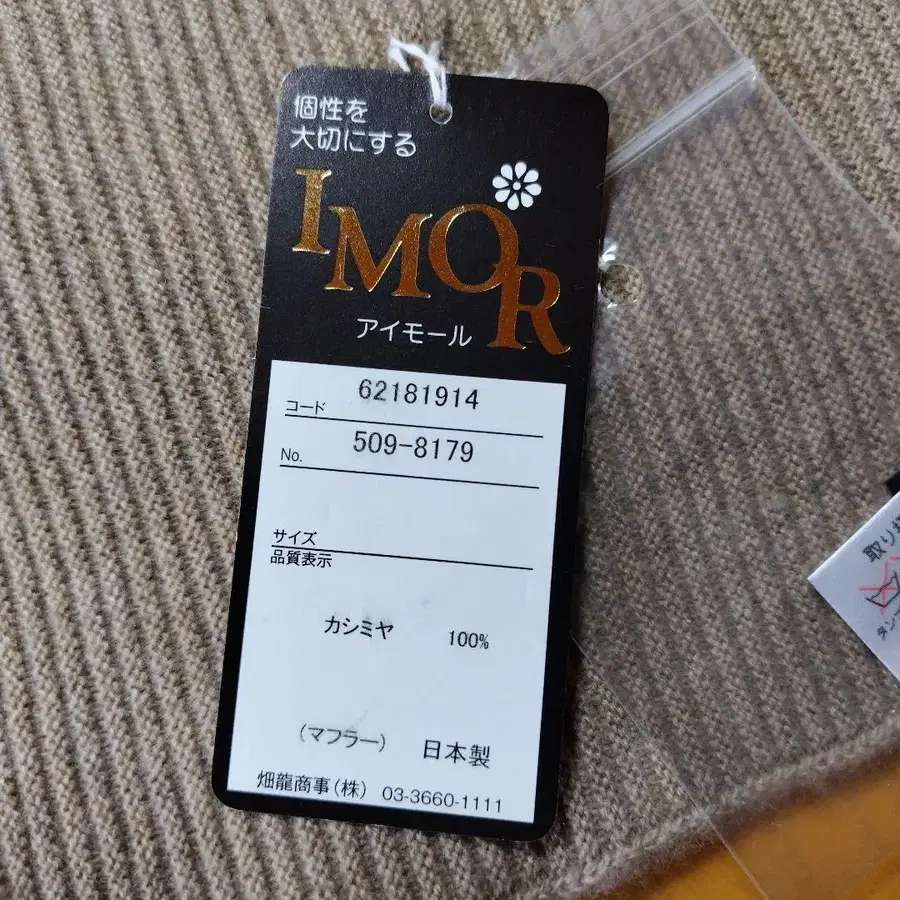 個性を
大切にする
IMOR
アイモール
コード 62181914
No. 509-8179
サイズ
品質表示
カシミヤ 100%
(マフラー) 日本製
畑龍商事(株) 03-3660-1111
取り